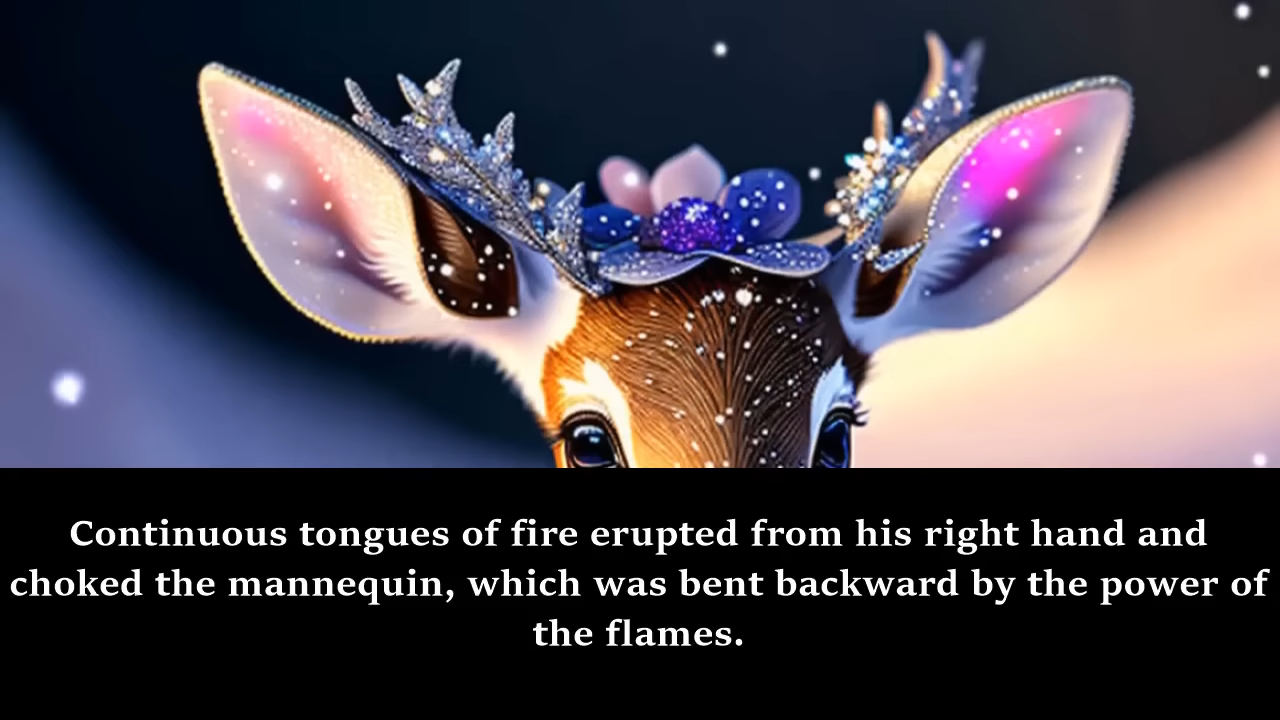 Continuous tongues of fire erupted from his right hand and
choked the mannequin, which was bent backward by the power of
the flames.